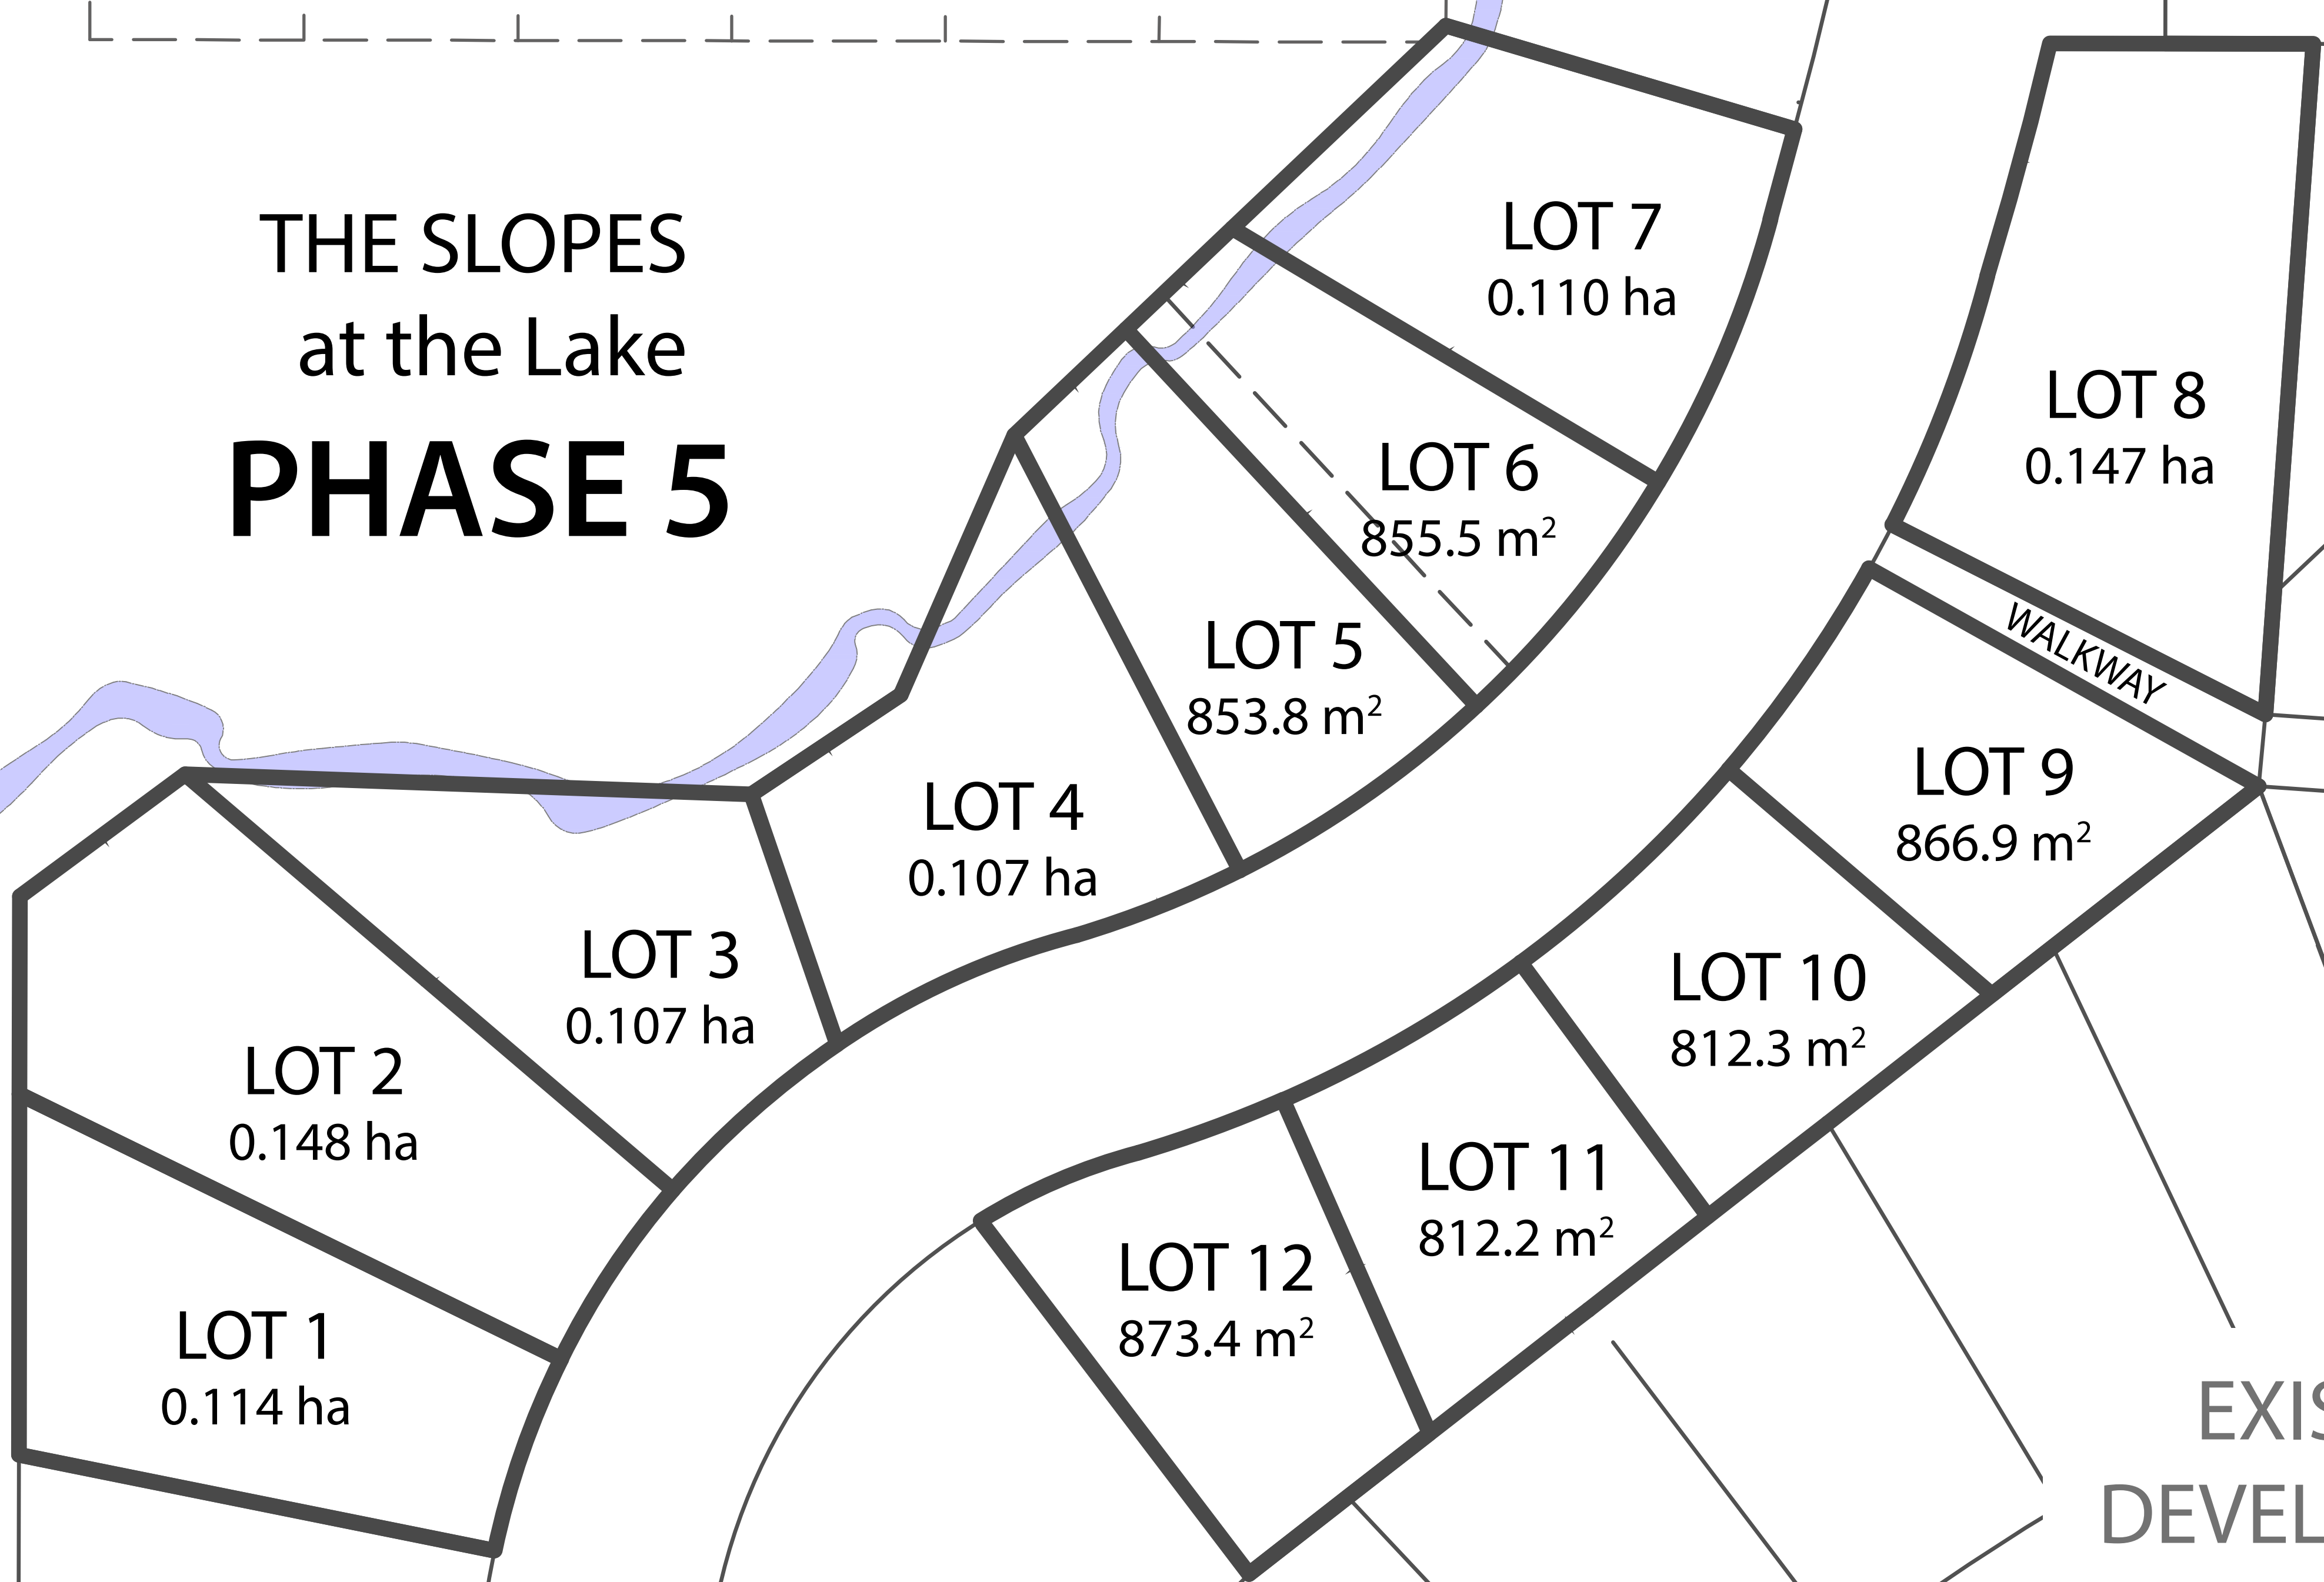 THE SLOPES
at the Lake
PHASE 5
LOT 7
0.110 ha
LOT 8
0.147 ha
LOT 6
855.5 m²
LOT 5
853.8 m²
WALKWAY
LOT 4
0.107 ha
LOT 9
866.9 m²
LOT 3
0.107 ha
LOT 10
812.3 m²
LOT 2
0.148 ha
LOT 11
812.2 m²
LOT 12
873.4 m²
LOT 1
0.114 ha
EXIS
DEVEL